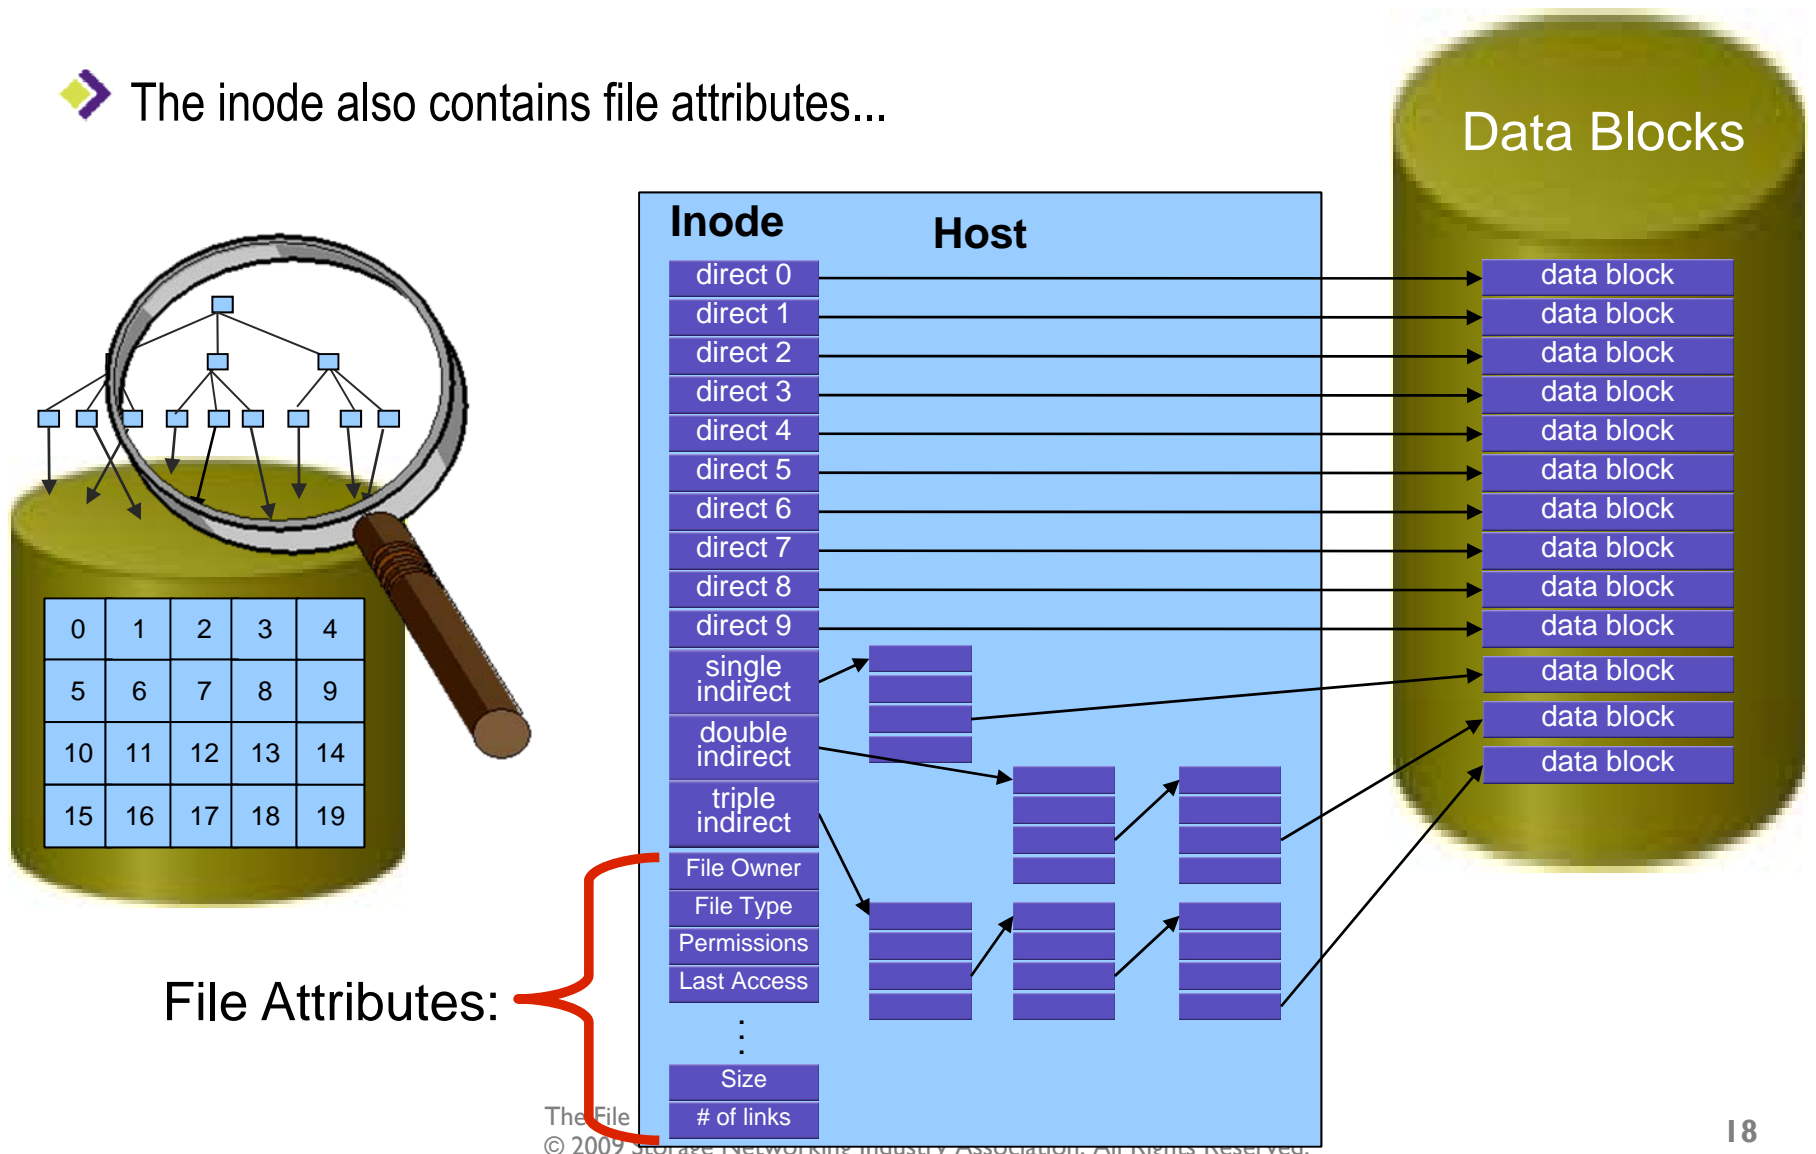 The inode also contains file attributes...
Data Blocks
Inode
Host
direct 0
direct 1
direct 2
direct 3
direct 4
direct 5
direct 6
direct 7
direct 8
direct 9
single
indirect
double
indirect
triple
indirect
File Owner
File Type
Permissions
Last Access
Size
# of links
data block
data block
data block
data block
data block
data block
data block
data block
data block
data block
data block
data block
data block
0 1 2 3 4
5 6 7 8 9
10 11 12 13 14
15 16 17 18 19
File Attributes:
The File
© 2009 Storage Networking Industry Association. All Rights Reserved.
18